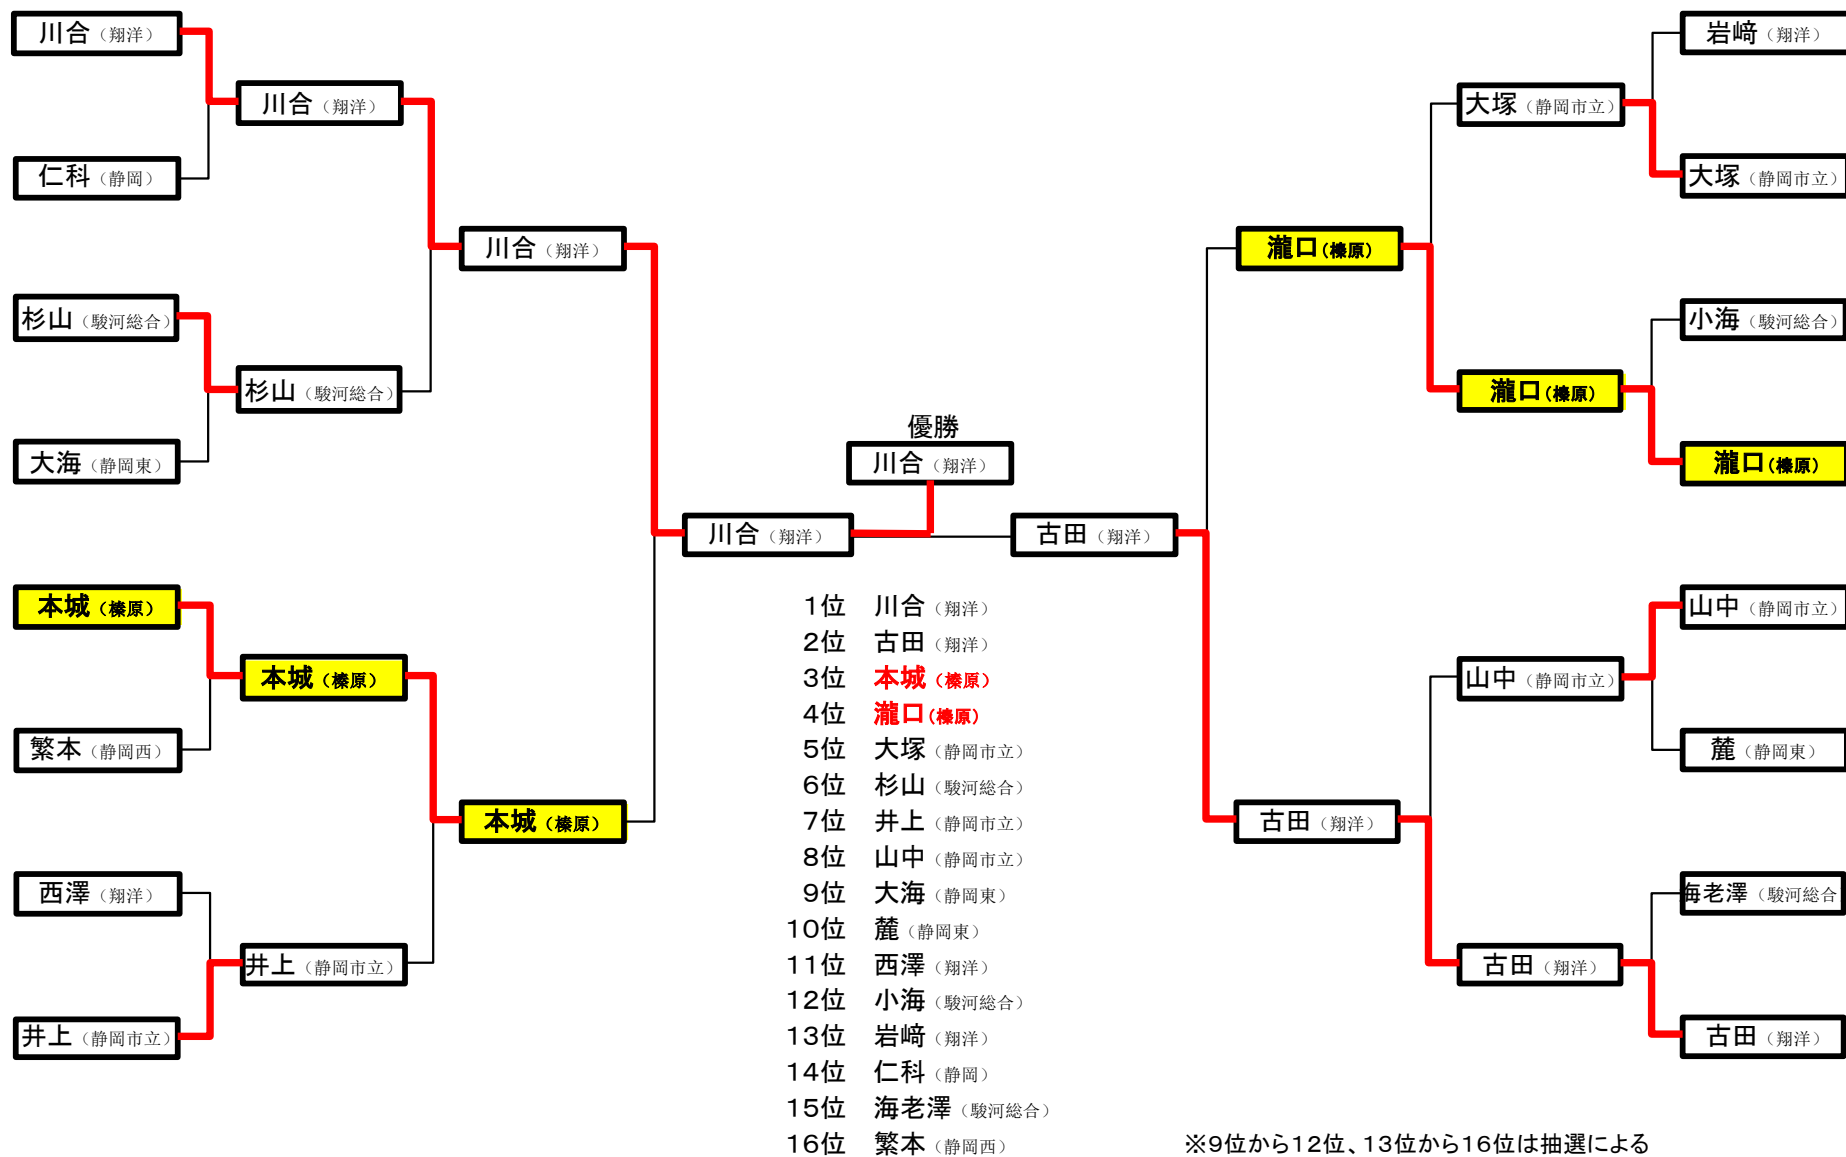 川合（翔洋）
仁科（静岡）
杉山（駿河総合）
大海（静岡東）
本城（榛原）
繁本（静岡西）
西澤（翔洋）
井上（静岡市立）
川合（翔洋）
杉山（駿河総合）
本城（榛原）
井上（静岡市立）
川合（翔洋）
本城（榛原）
川合（翔洋）
優勝
川合（翔洋）
古田（翔洋）
瀧口（榛原）
古田（翔洋）
大塚（静岡市立）
瀧口（榛原）
山中（静岡市立）
古田（翔洋）
岩﨑（翔洋）
大塚（静岡市立）
小海（駿河総合）
瀧口（榛原）
山中（静岡市立）
麓（静岡東）
海老澤（駿河総合
古田（翔洋）
1位 川合（翔洋）
2位 古田（翔洋）
3位 本城（榛原）
4位 瀧口（榛原）
5位 大塚（静岡市立）
6位 杉山（駿河総合）
7位 井上（静岡市立）
8位 山中（静岡市立）
9位 大海（静岡東）
10位 麓（静岡東）
11位 西澤（翔洋）
12位 小海（駿河総合）
13位 岩﨑（翔洋）
14位 仁科（静岡）
15位 海老澤（駿河総合）
16位 繁本（静岡西）
※9位から12位、13位から16位は抽選による